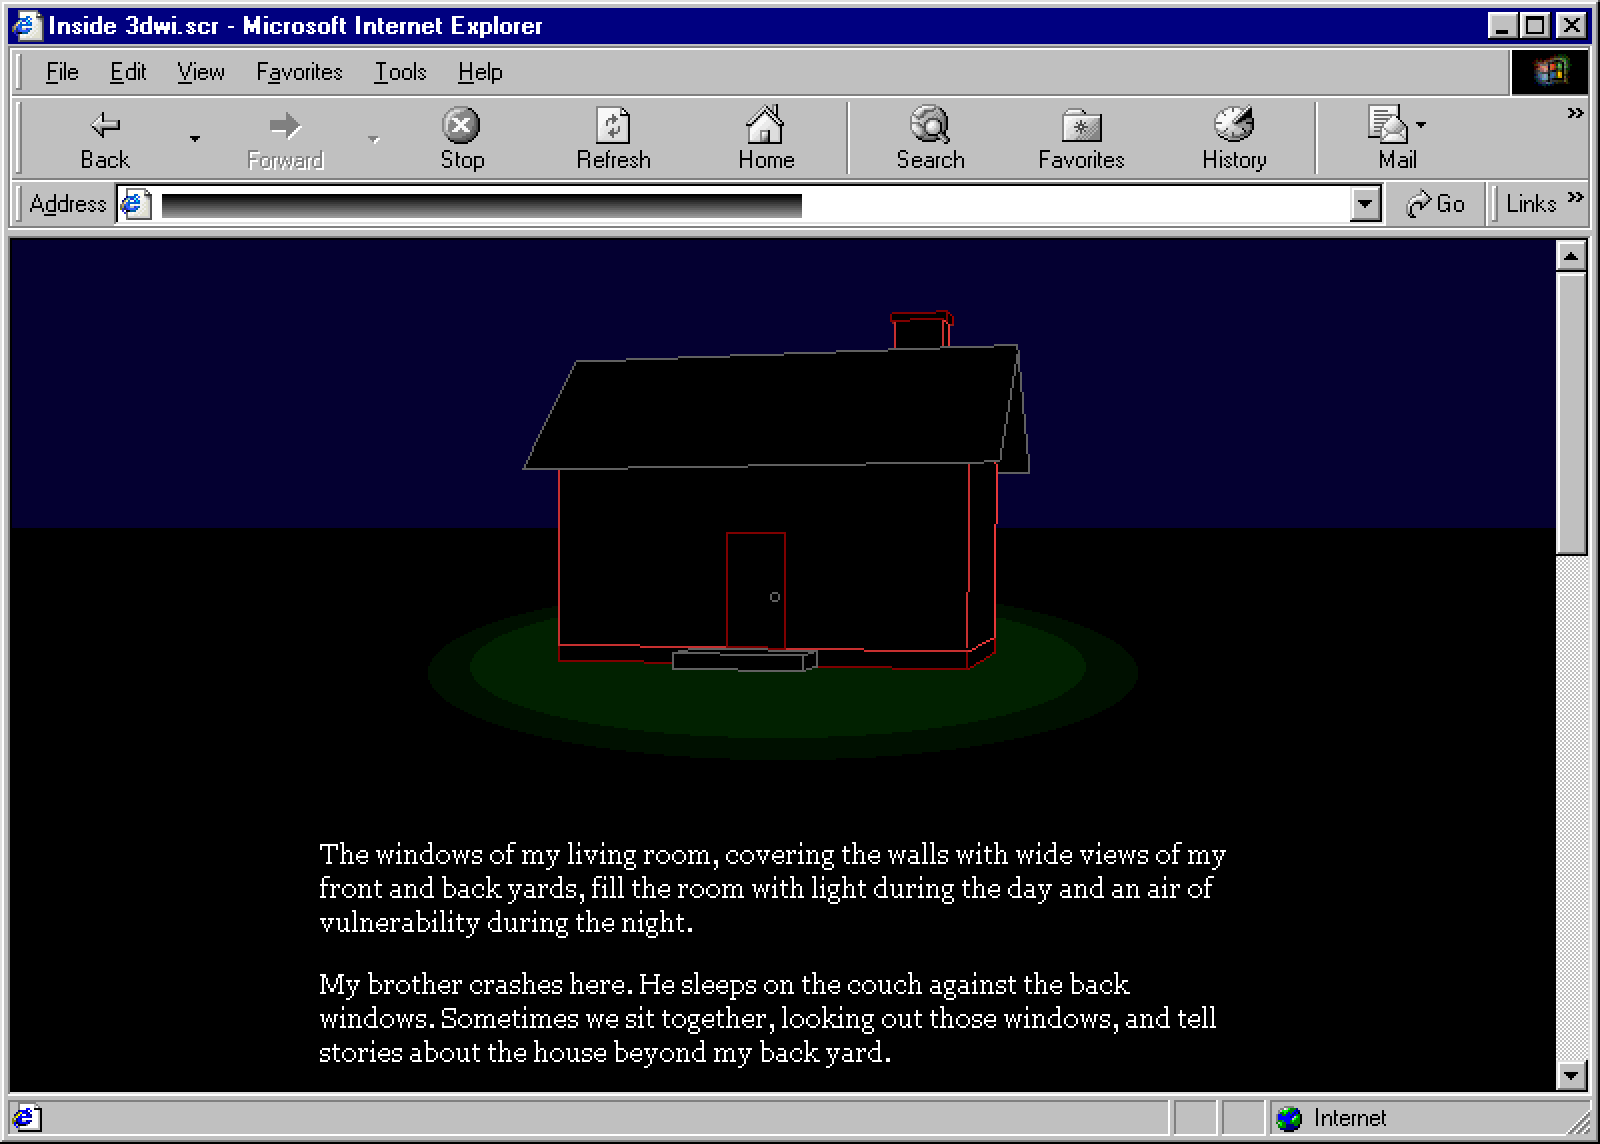 Inside 3dwi.scr - Microsoft Internet Explorer
File Edit View Favorites Tools Help
Back Forward Stop Refresh Home Search Favorites History Mail »
Address Go Links »
The windows of my living room, covering the walls with wide views of my
front and back yards, fill the room with light during the day and an air of
vulnerability during the night.
My brother crashes here. He sleeps on the couch against the back
windows. Sometimes we sit together, looking out those windows, and tell
stories about the house beyond my back yard.
Internet